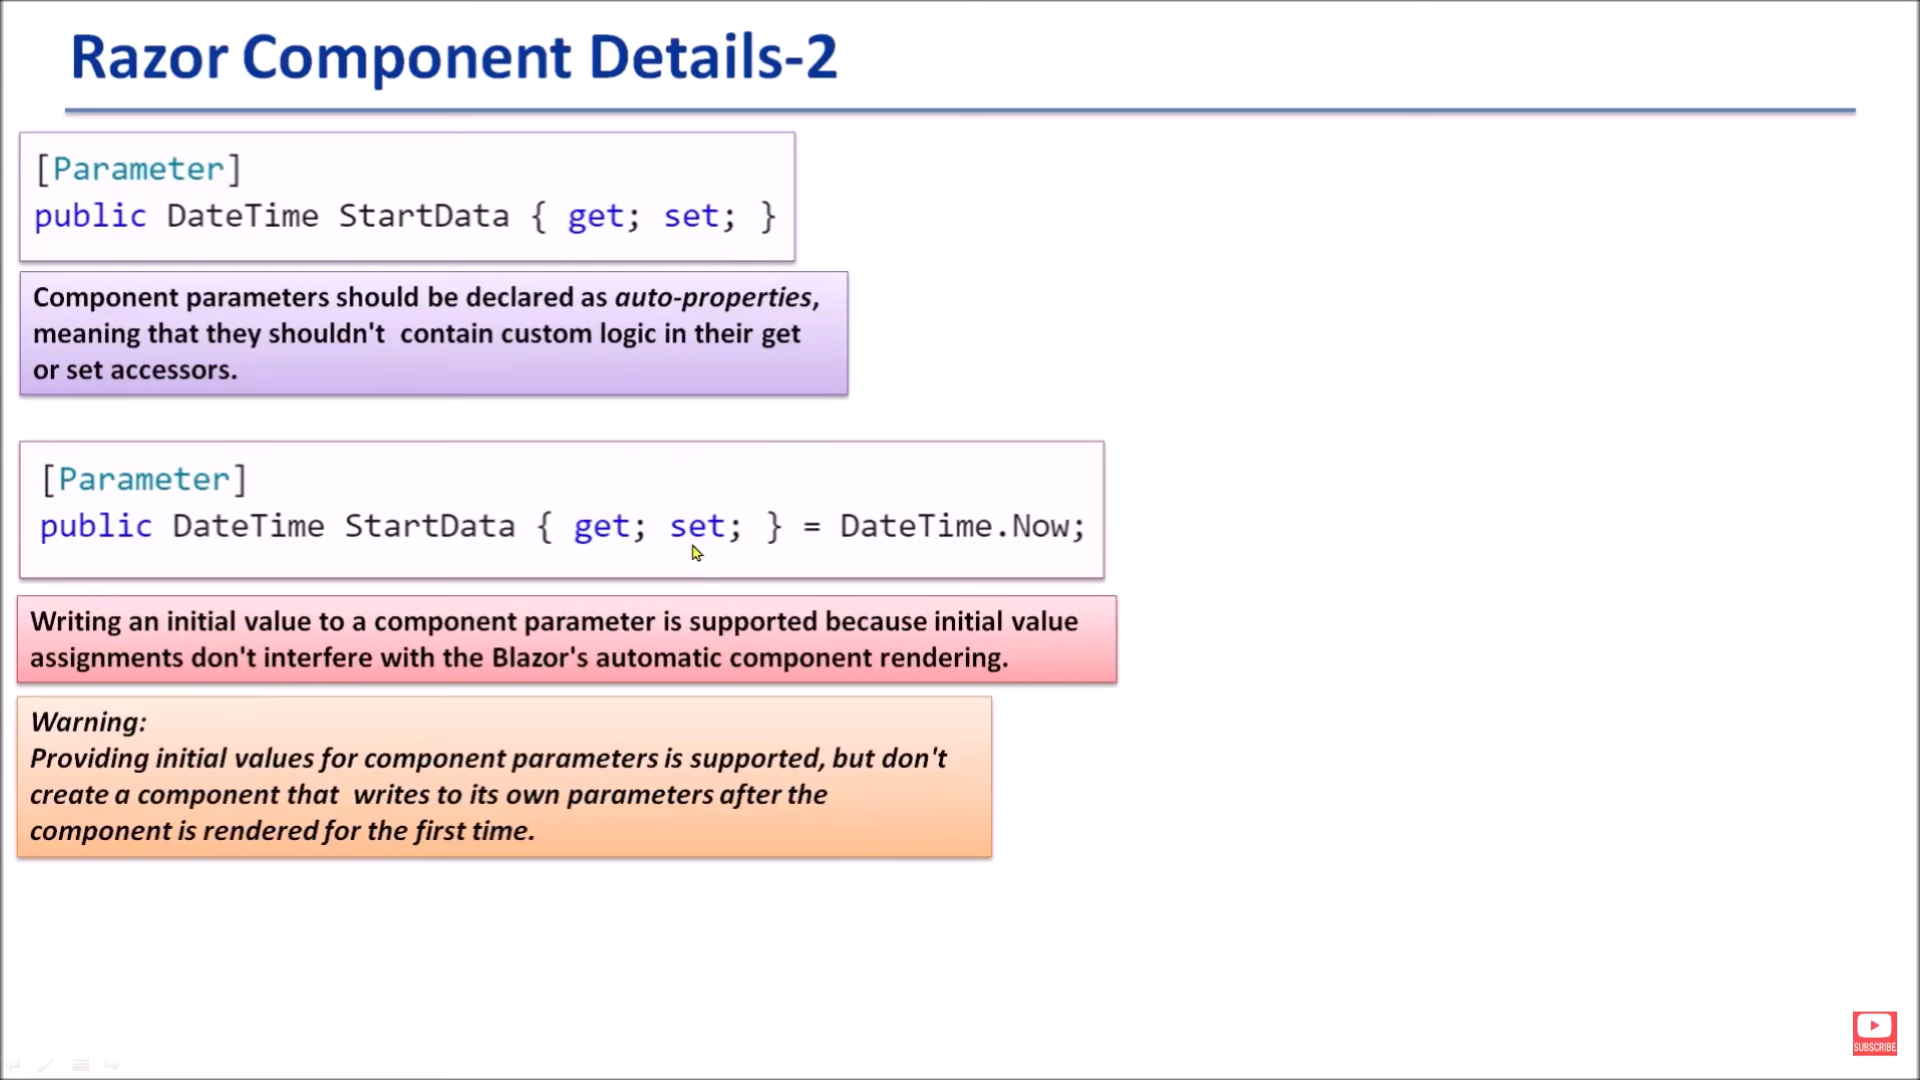 Razor Component Details-2
[Parameter]
public DateTime StartData { get; set; }
Component parameters should be declared as auto-properties,
meaning that they shouldn't contain custom logic in their get
or set accessors.
[Parameter]
public DateTime StartData { get; set; } = DateTime.Now;
Writing an initial value to a component parameter is supported because initial value
assignments don't interfere with the Blazor's automatic component rendering.
Warning:
Providing initial values for component parameters is supported, but don't
create a component that writes to its own parameters after the
component is rendered for the first time.
SUBSCRIBE